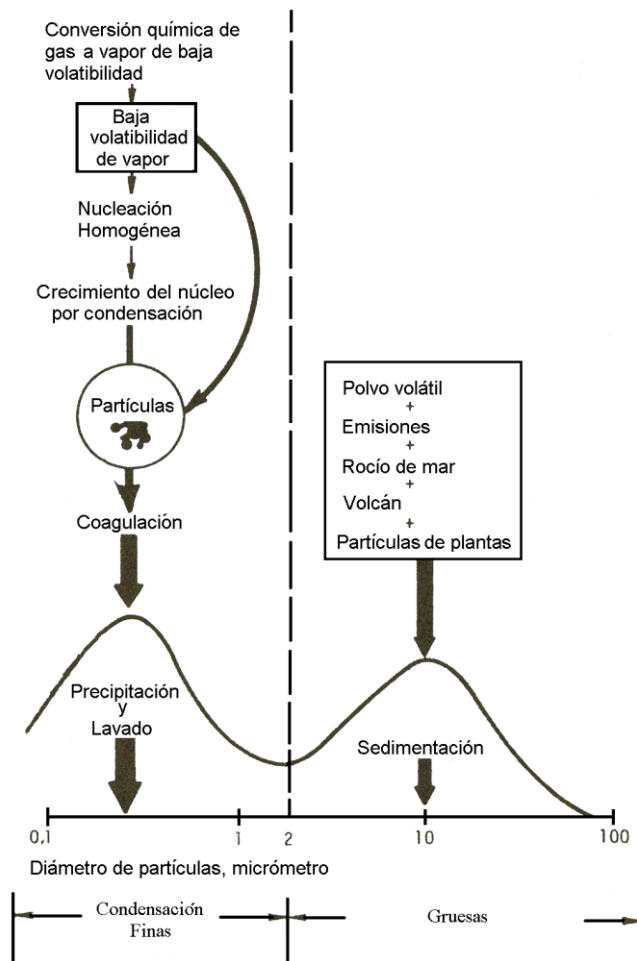 Conversión química de
gas a vapor de baja
volatibilidad
Baja
volatibilidad
de vapor
Nucleación
Homogénea
Crecimiento del núcleo
por condensación
Partículas
Coagulación
Precipitación
y
Lavado
Polvo volátil
+
Emisiones
+
Rocío de mar
+
Volcán
+
Partículas de plantas
Sedimentación
0,1 1 2 10 100
Diámetro de partículas, micrómetro
Condensación
Finas
Gruesas